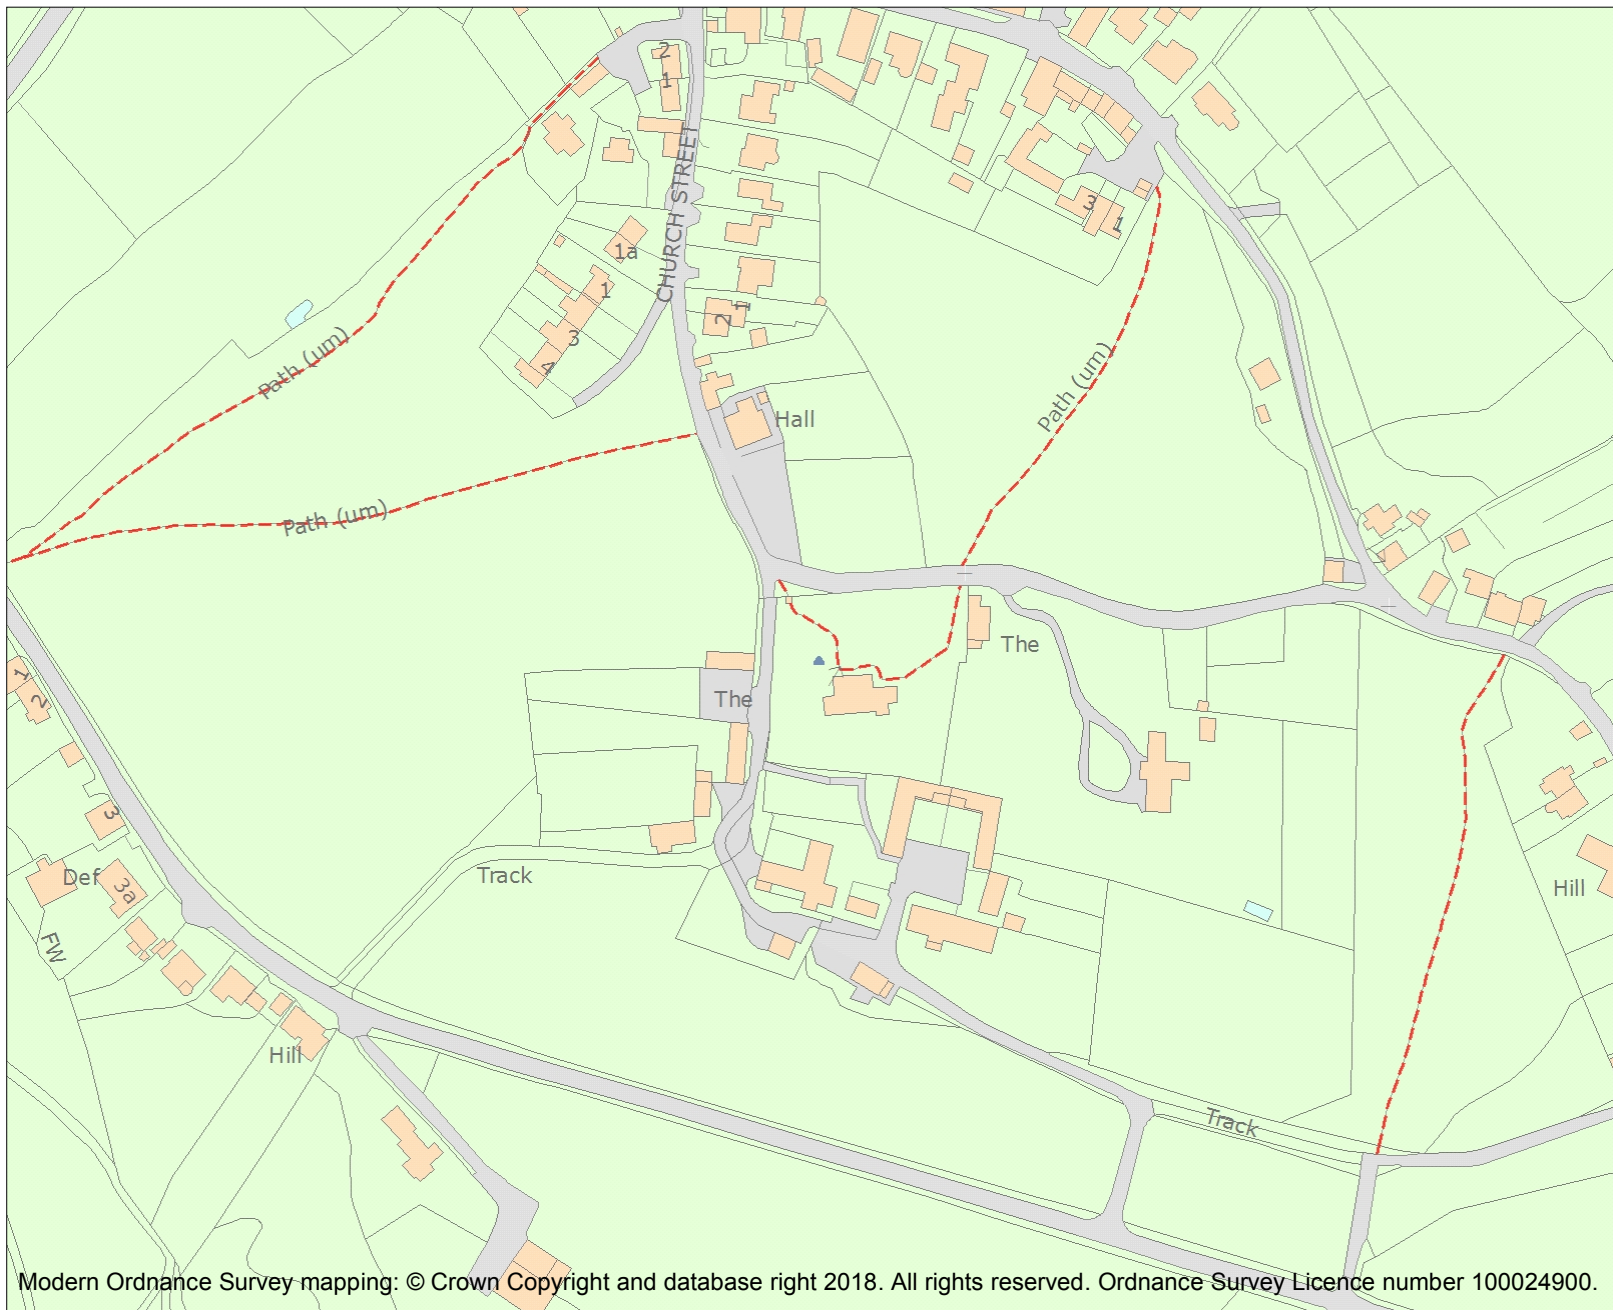 2
1
CHURCH STREET
3
1
1a
1
1
2
3
4
Path (um)
Path (um)
Hall
Path (um)
The
The
1
2
3
Def
3a
Track
Hill
FW
Hill
Track
Modern Ordnance Survey mapping: © Crown Copyright and database right 2018. All rights reserved. Ordnance Survey Licence number 100024900.